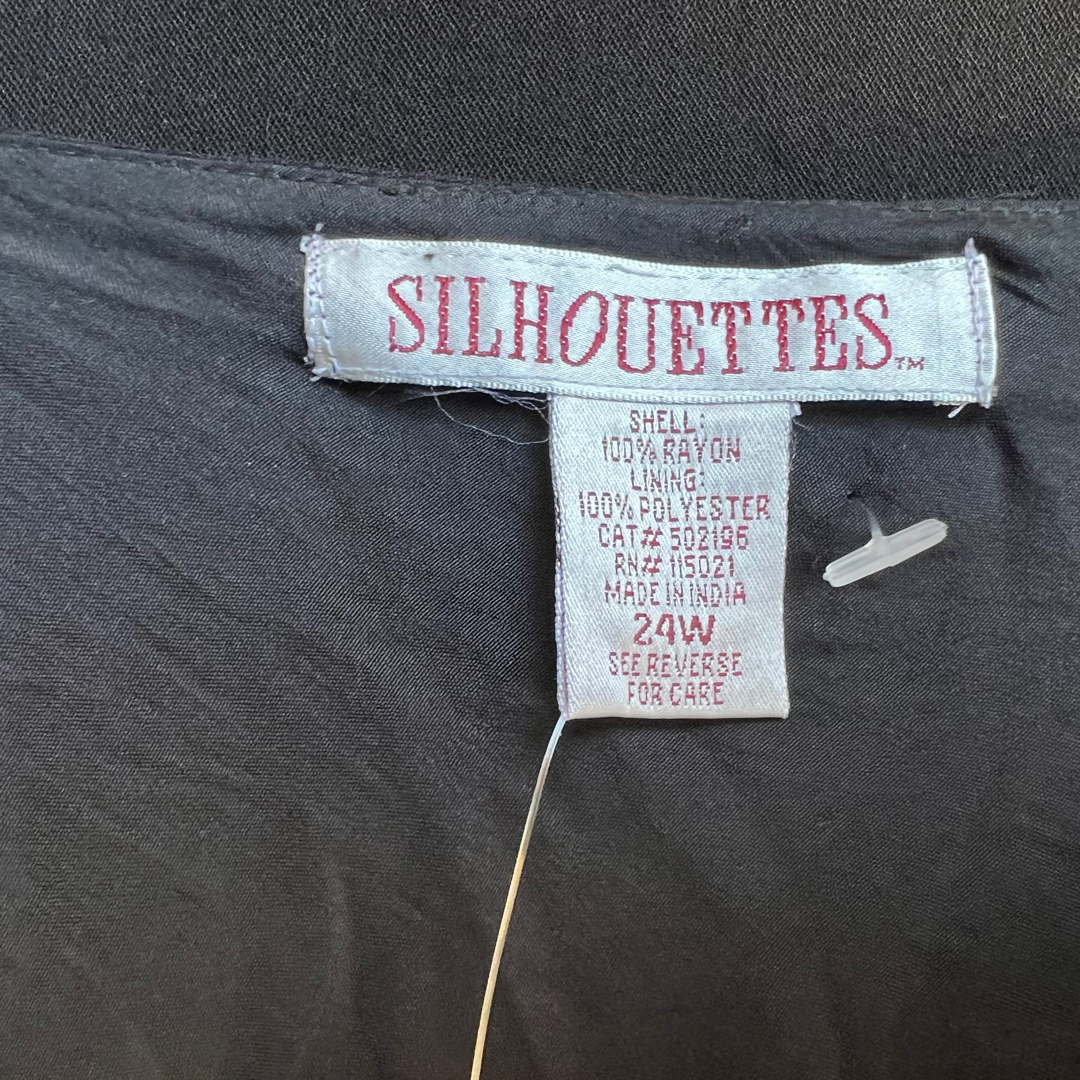 SILHOUETTES™
SHELL:
100% RAYON
LINING:
100% POLYESTER
CAT# 502196
RN# 115021
MADE IN INDIA
24W
SEE REVERSE
FOR CARE